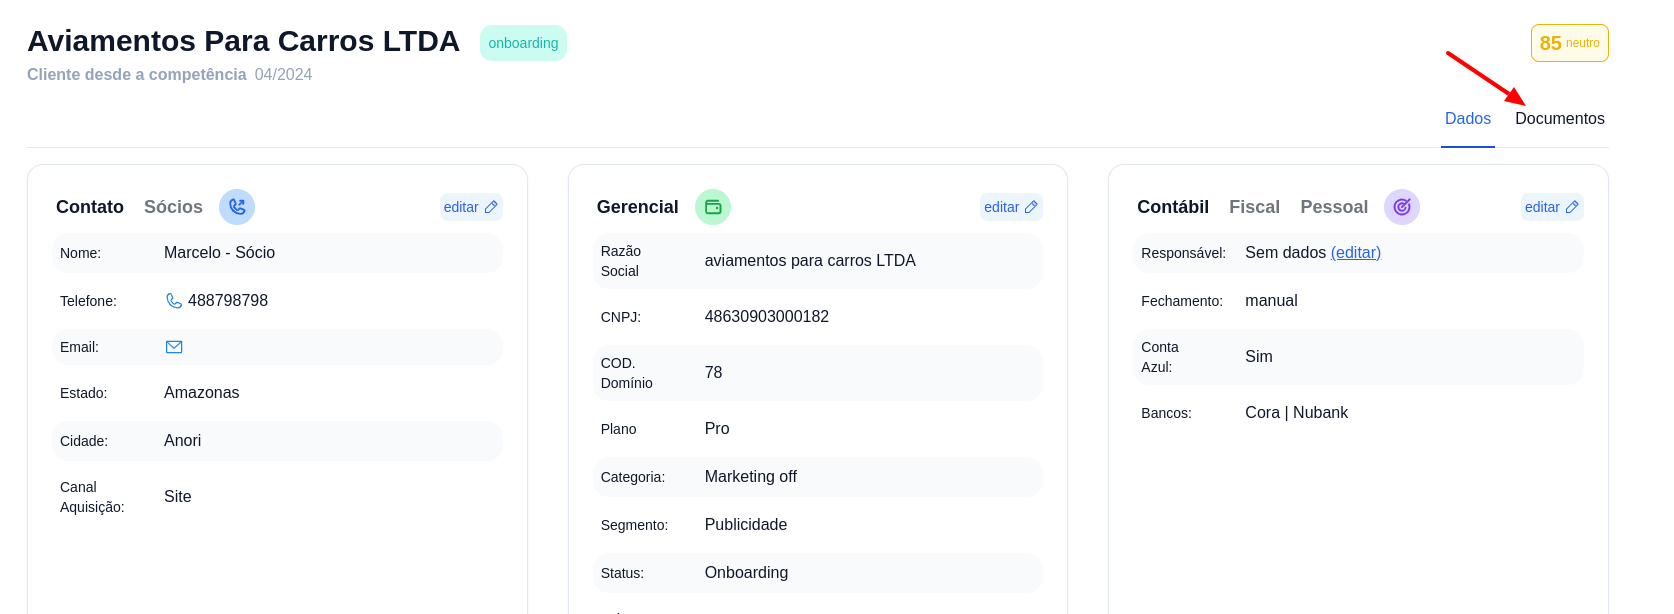 Aviamentos Para Carros LTDA onboarding
85 neutro
Cliente desde a competência 04/2024
Dados Documentos
Contato Sócios editar
Nome: Marcelo - Sócio
Telefone: 488798798
Email:
Estado: Amazonas
Cidade: Anori
Canal
Aquisição: Site
Gerencial editar
Razão
Social aviamentos para carros LTDA
CNPJ: 48630903000182
COD.
Domínio 78
Plano Pro
Categoria: Marketing off
Segmento: Publicidade
Status: Onboarding
Contábil Fiscal Pessoal editar
Responsável: Sem dados (editar)
Fechamento: manual
Conta
Azul: Sim
Bancos: Cora | Nubank